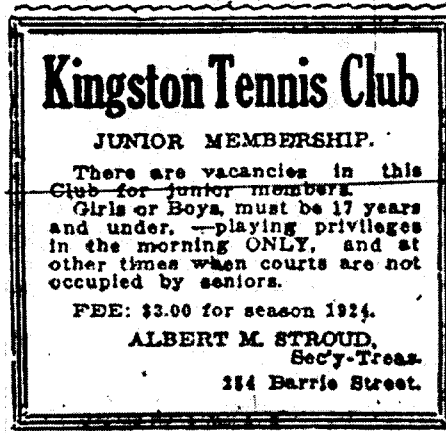 Kingston Tennis Club
JUNIOR MEMBERSHIP.
There are vacancies in this
Club for junior members.
Girls or Boys, must be 17 years
and under, —playing privileges
in the morning ONLY, and at
other times when courts are not
occupied by seniors.
FEE: $3.00 for season 1924.
ALBERT M. STROUD,
Sec'y-Treas.
254 Barrie Street.